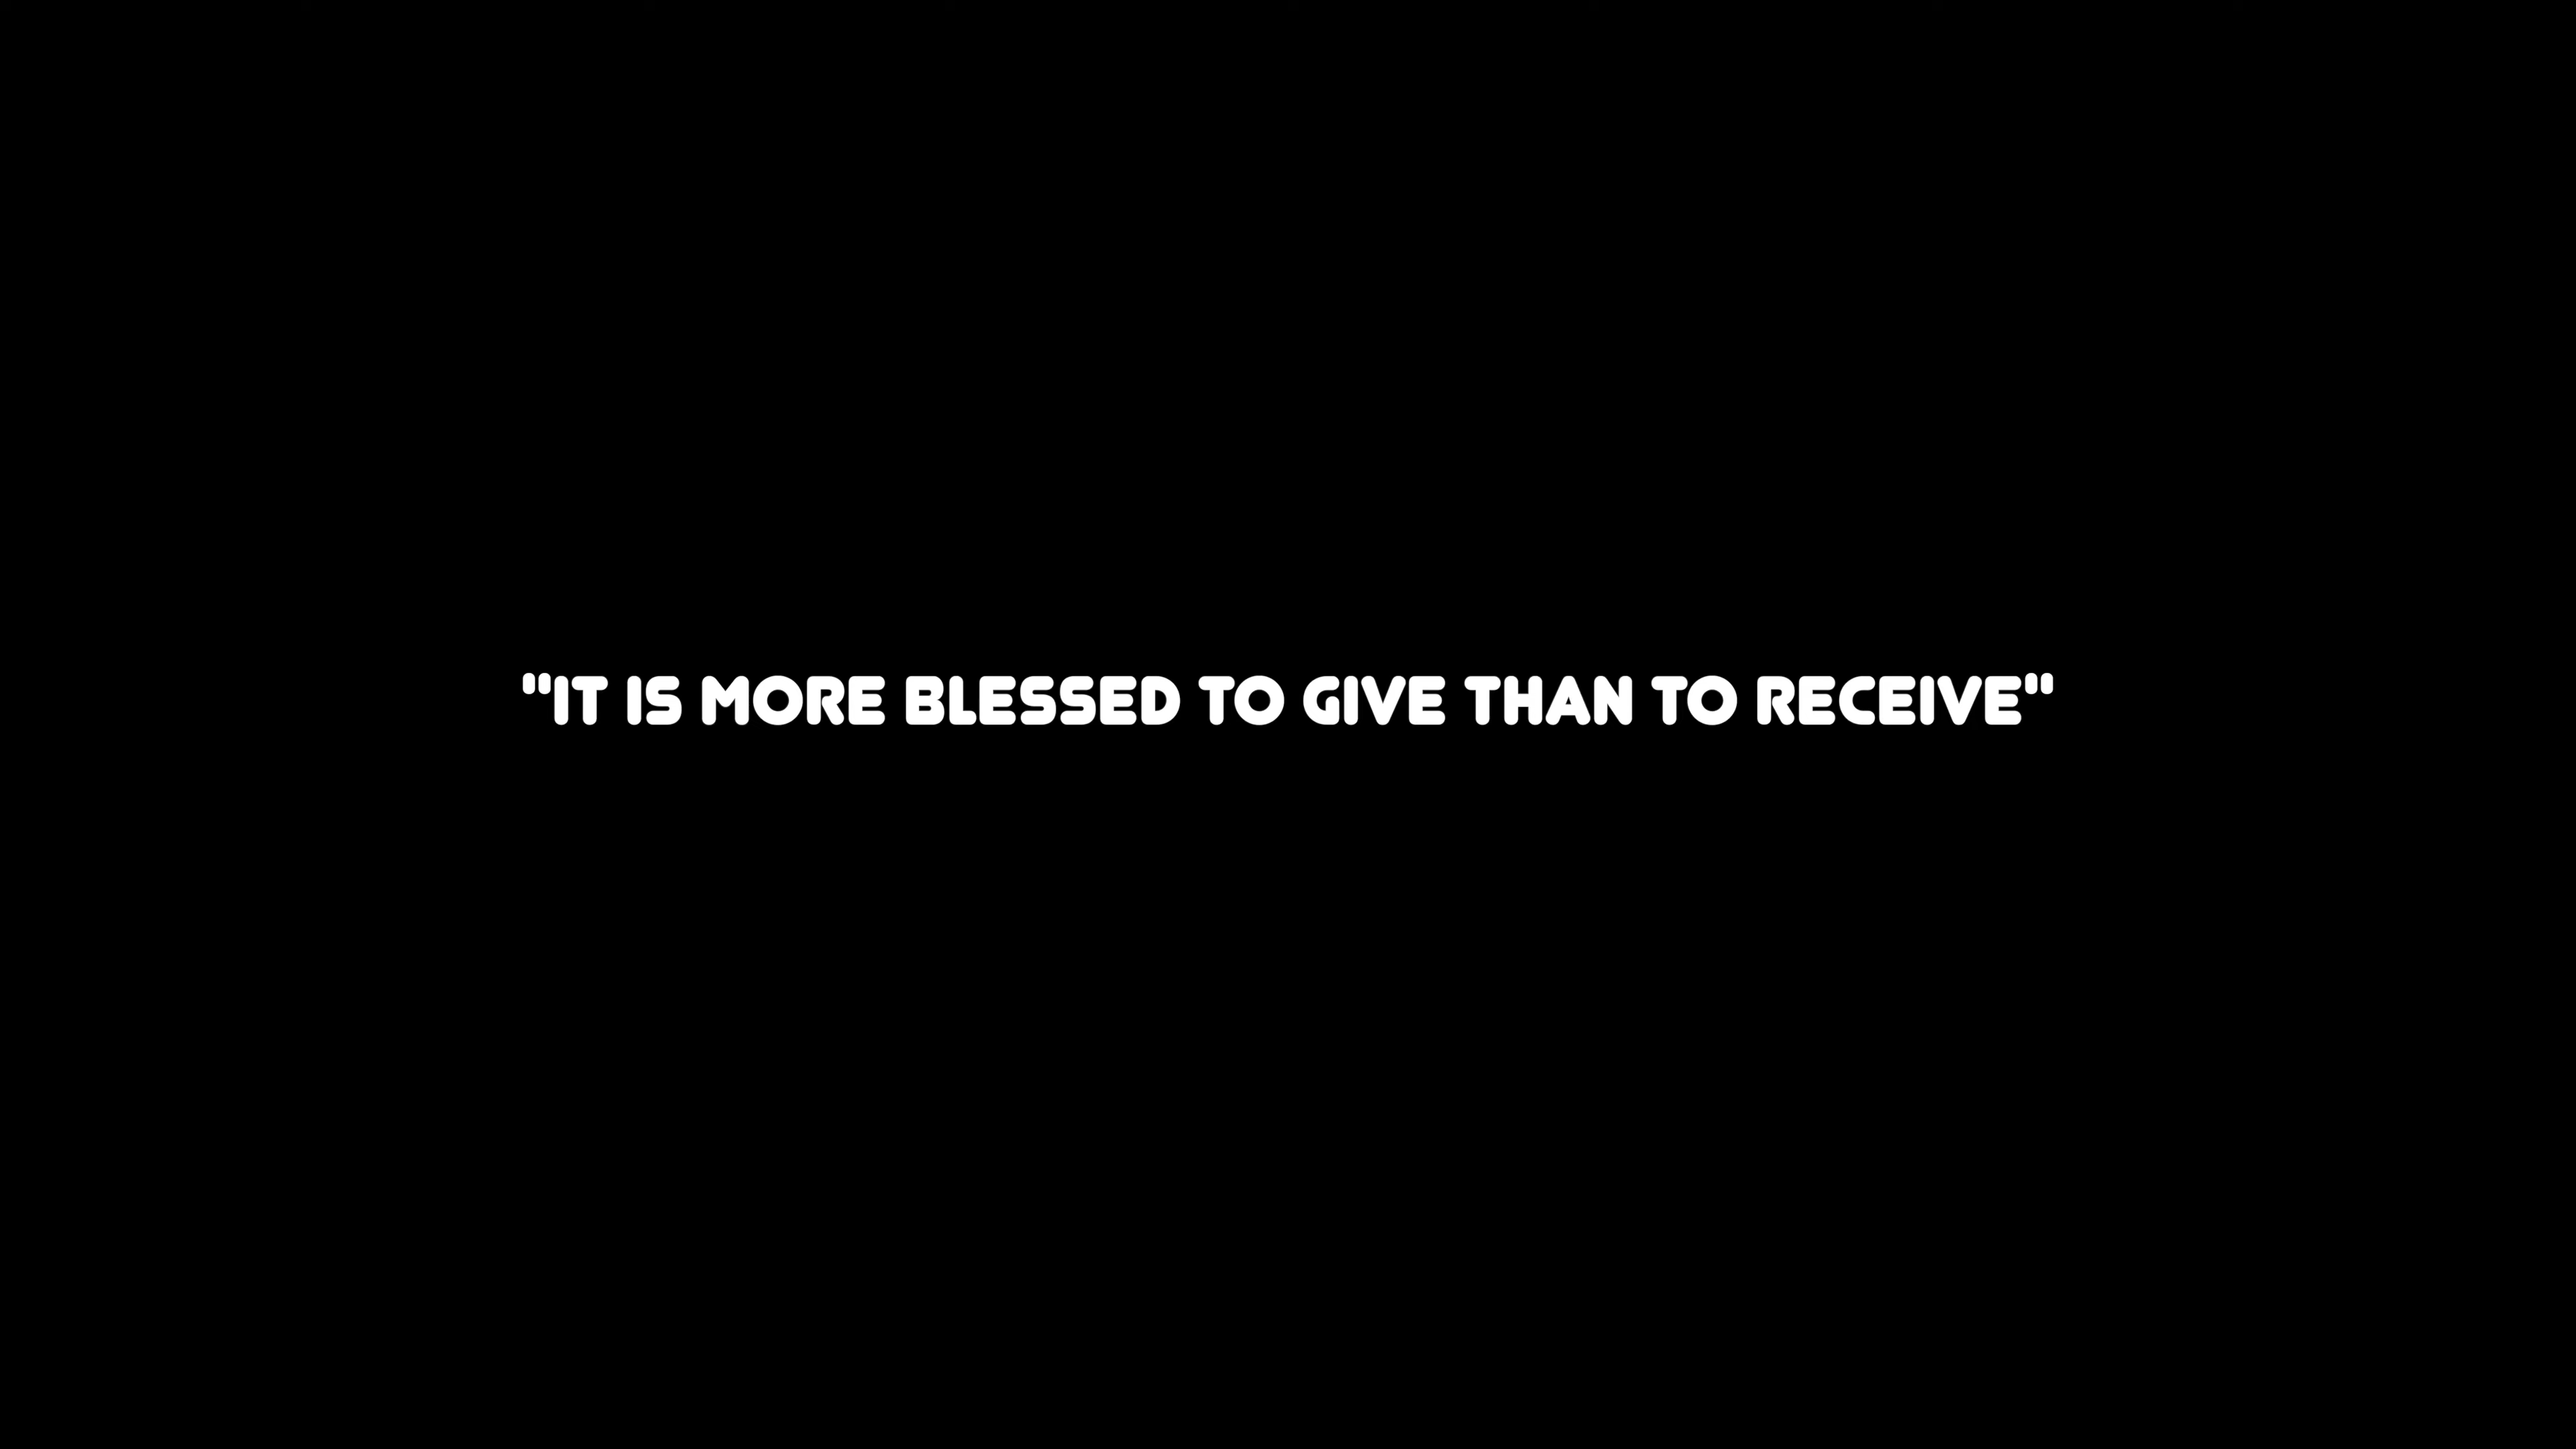 "IT IS MORE BLESSED TO GIVE THAN TO RECEIVE"